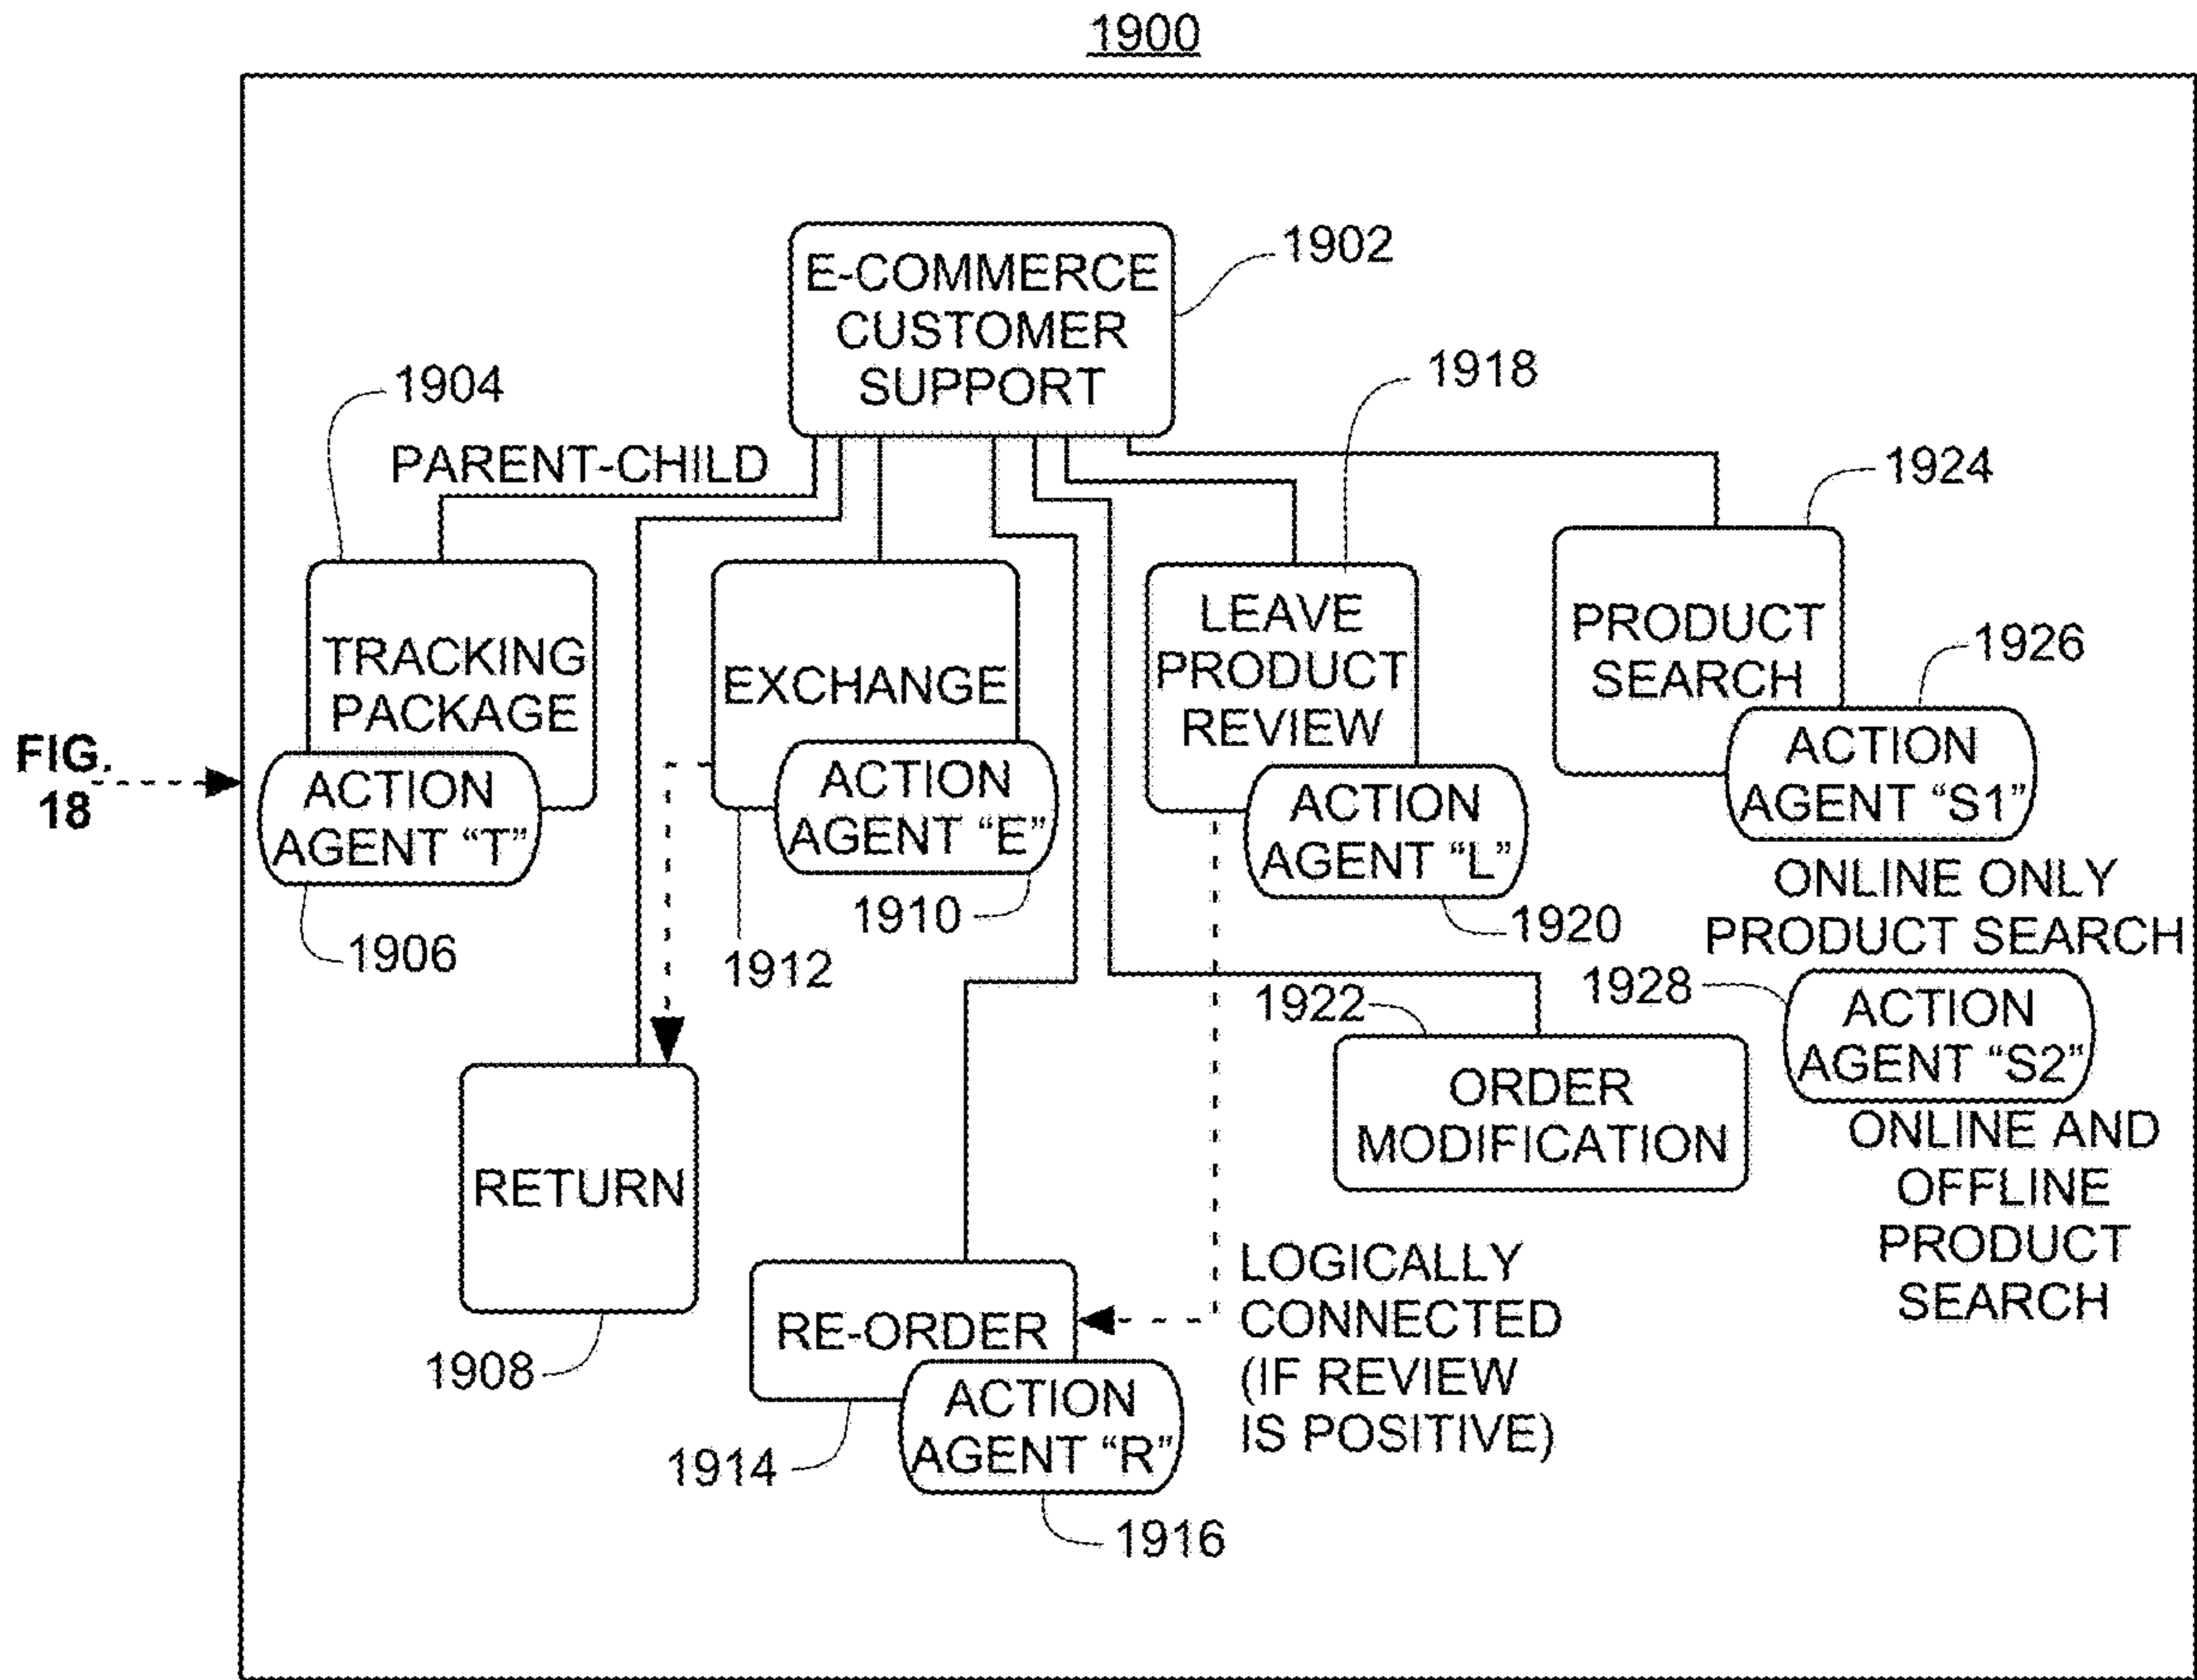 1900
E-COMMERCE
CUSTOMER
SUPPORT
1902
1904
PARENT-CHILD
1918
1924
TRACKING
PACKAGE
EXCHANGE
LEAVE
PRODUCT
REVIEW
PRODUCT
SEARCH
1926
FIG.
18
ACTION
AGENT “T”
1906
ACTION
AGENT “E”
1910
1912
ACTION
AGENT “L”
1920
ACTION
AGENT “S1”
ONLINE ONLY
PRODUCT SEARCH
1922
1928
ORDER
MODIFICATION
ACTION
AGENT “S2”
ONLINE AND
OFFLINE
PRODUCT
SEARCH
RETURN
1908
RE-ORDER
1914
ACTION
AGENT “R”
1916
LOGICALLY
CONNECTED
(IF REVIEW
IS POSITIVE)